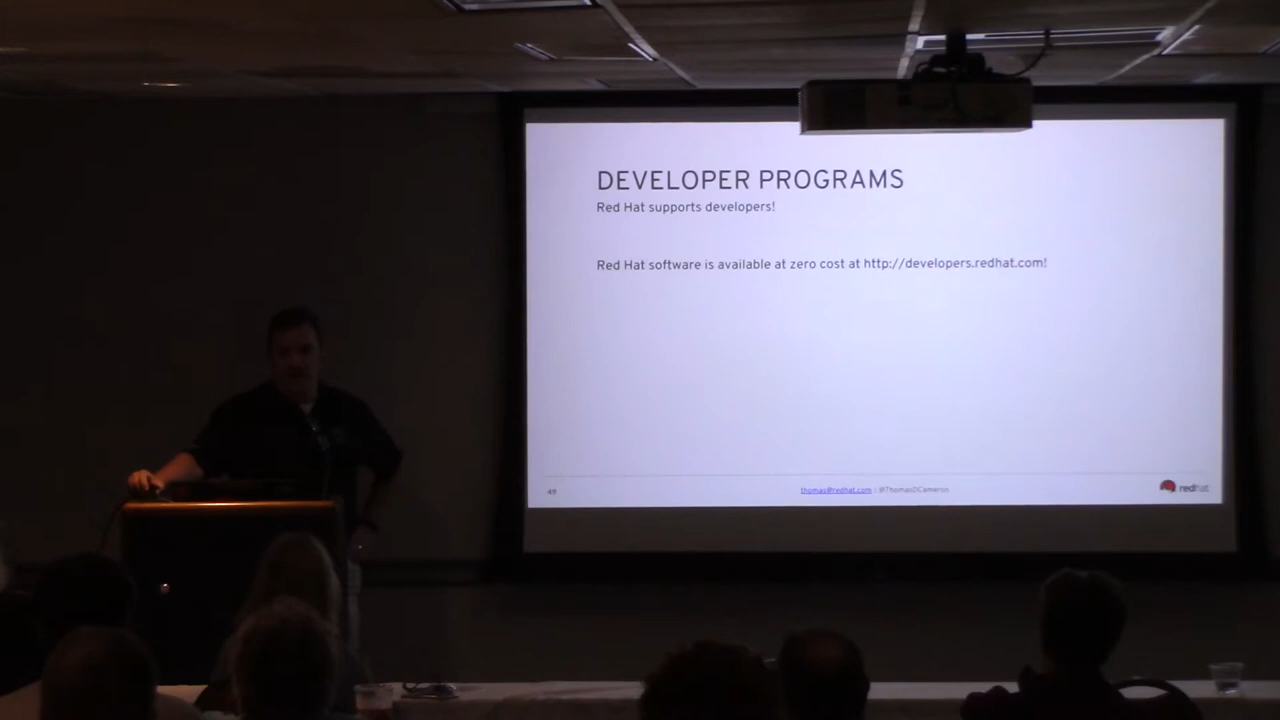 DEVELOPER PROGRAMS
Red Hat supports developers!
Red Hat software is available at zero cost at http://developers.redhat.com!
49
thomas@redhat.com | @ThomasDCameron
redhat